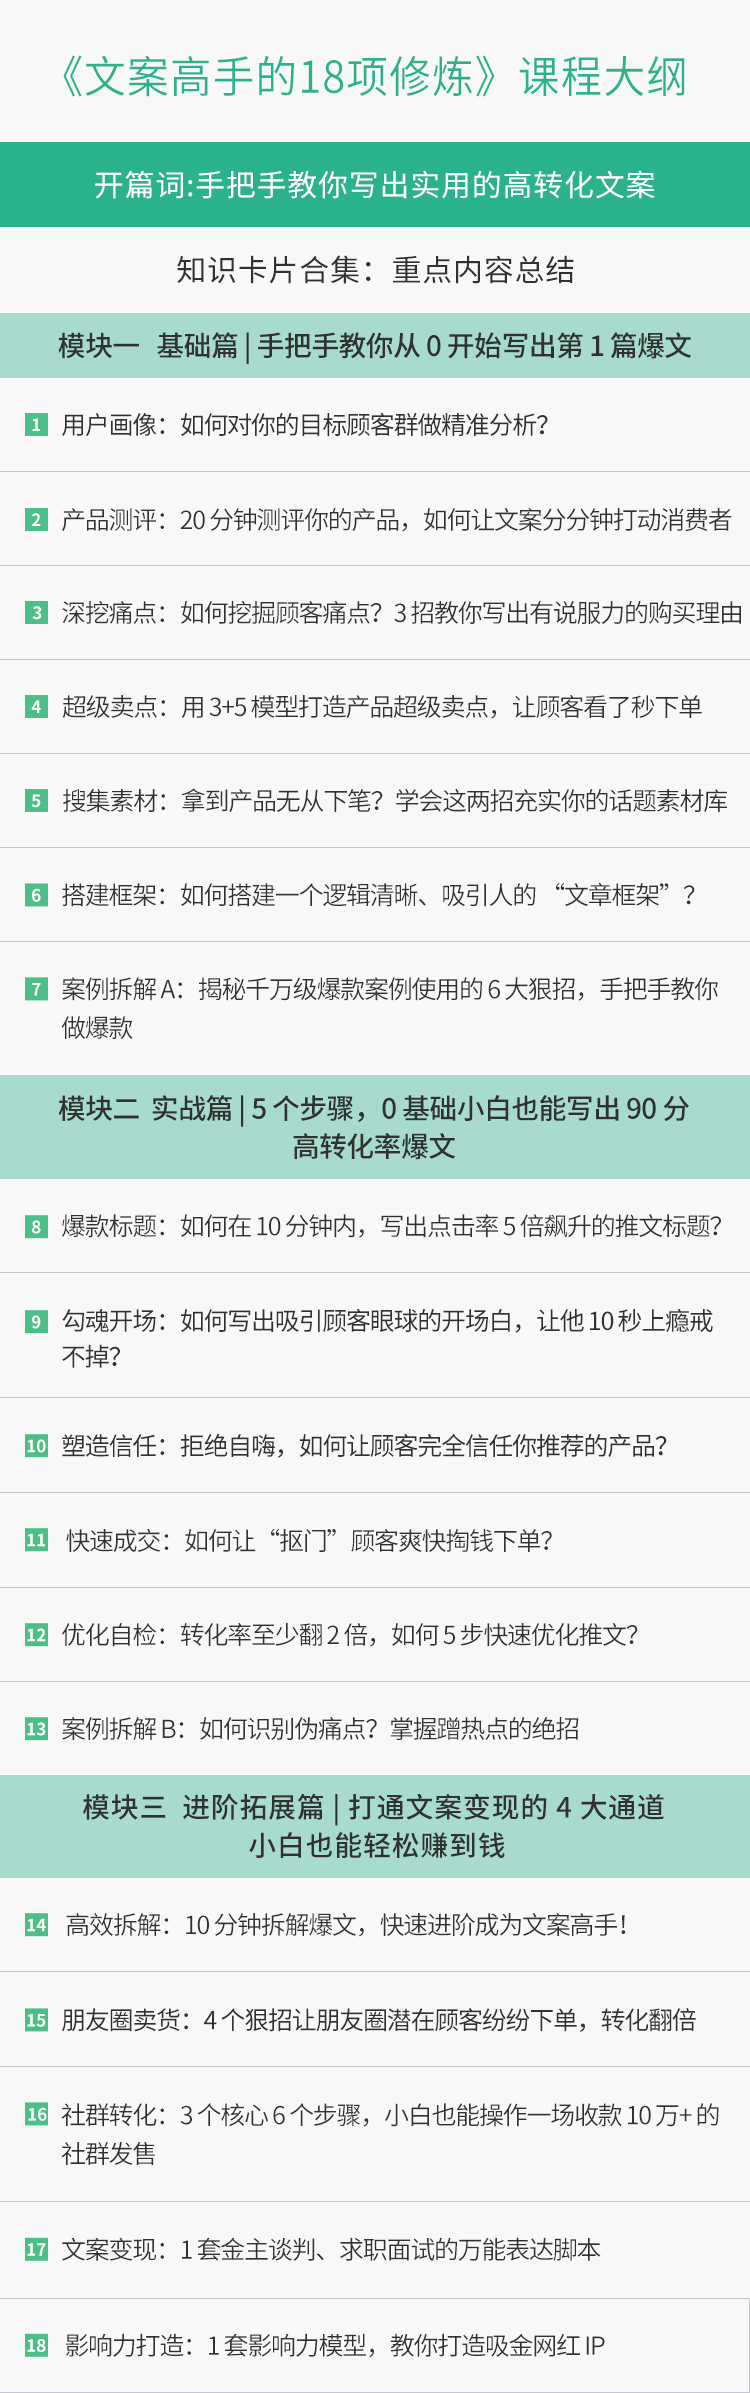 《文案高手的18项修炼》课程大纲
开篇词:手把手教你写出实用的高转化文案
知识卡片合集：重点内容总结
模块一 基础篇 | 手把手教你从 0 开始写出第 1 篇爆文
1 用户画像：如何对你的目标顾客群做精准分析？
2 产品测评：20 分钟测评你的产品，如何让文案分分钟打动消费者
3 深挖痛点：如何挖掘顾客痛点？3 招教你写出有说服力的购买理由
4 超级卖点：用 3+5 模型打造产品超级卖点，让顾客看了秒下单
5 搜集素材：拿到产品无从下笔？学会这两招充实你的话题素材库
6 搭建框架：如何搭建一个逻辑清晰、吸引人的 “文章框架” ？
7 案例拆解 A：揭秘千万级爆款案例使用的 6 大狠招，手把手教你
做爆款
模块二 实战篇 | 5 个步骤，0 基础小白也能写出 90 分
高转化率爆文
8 爆款标题：如何在 10 分钟内，写出点击率 5 倍飙升的推文标题？
9 勾魂开场：如何写出吸引顾客眼球的开场白，让他 10 秒上瘾戒
不掉？
10 塑造信任：拒绝自嗨，如何让顾客完全信任你推荐的产品？
11 快速成交：如何让 “抠门” 顾客爽快掏钱下单？
12 优化自检：转化率至少翻 2 倍，如何 5 步快速优化推文？
13 案例拆解 B：如何识别伪痛点？掌握蹭热点的绝招
模块三 进阶拓展篇 | 打通文案变现的 4 大通道
小白也能轻松赚到钱
14 高效拆解：10 分钟拆解爆文，快速进阶成为文案高手！
15 朋友圈卖货：4 个狠招让朋友圈潜在顾客纷纷下单，转化翻倍
16 社群转化：3 个核心 6 个步骤，小白也能操作一场收款 10 万+ 的
社群发售
17 文案变现：1 套金主谈判、求职面试的万能表达脚本
18 影响力打造：1 套影响力模型，教你打造吸金网红 IP